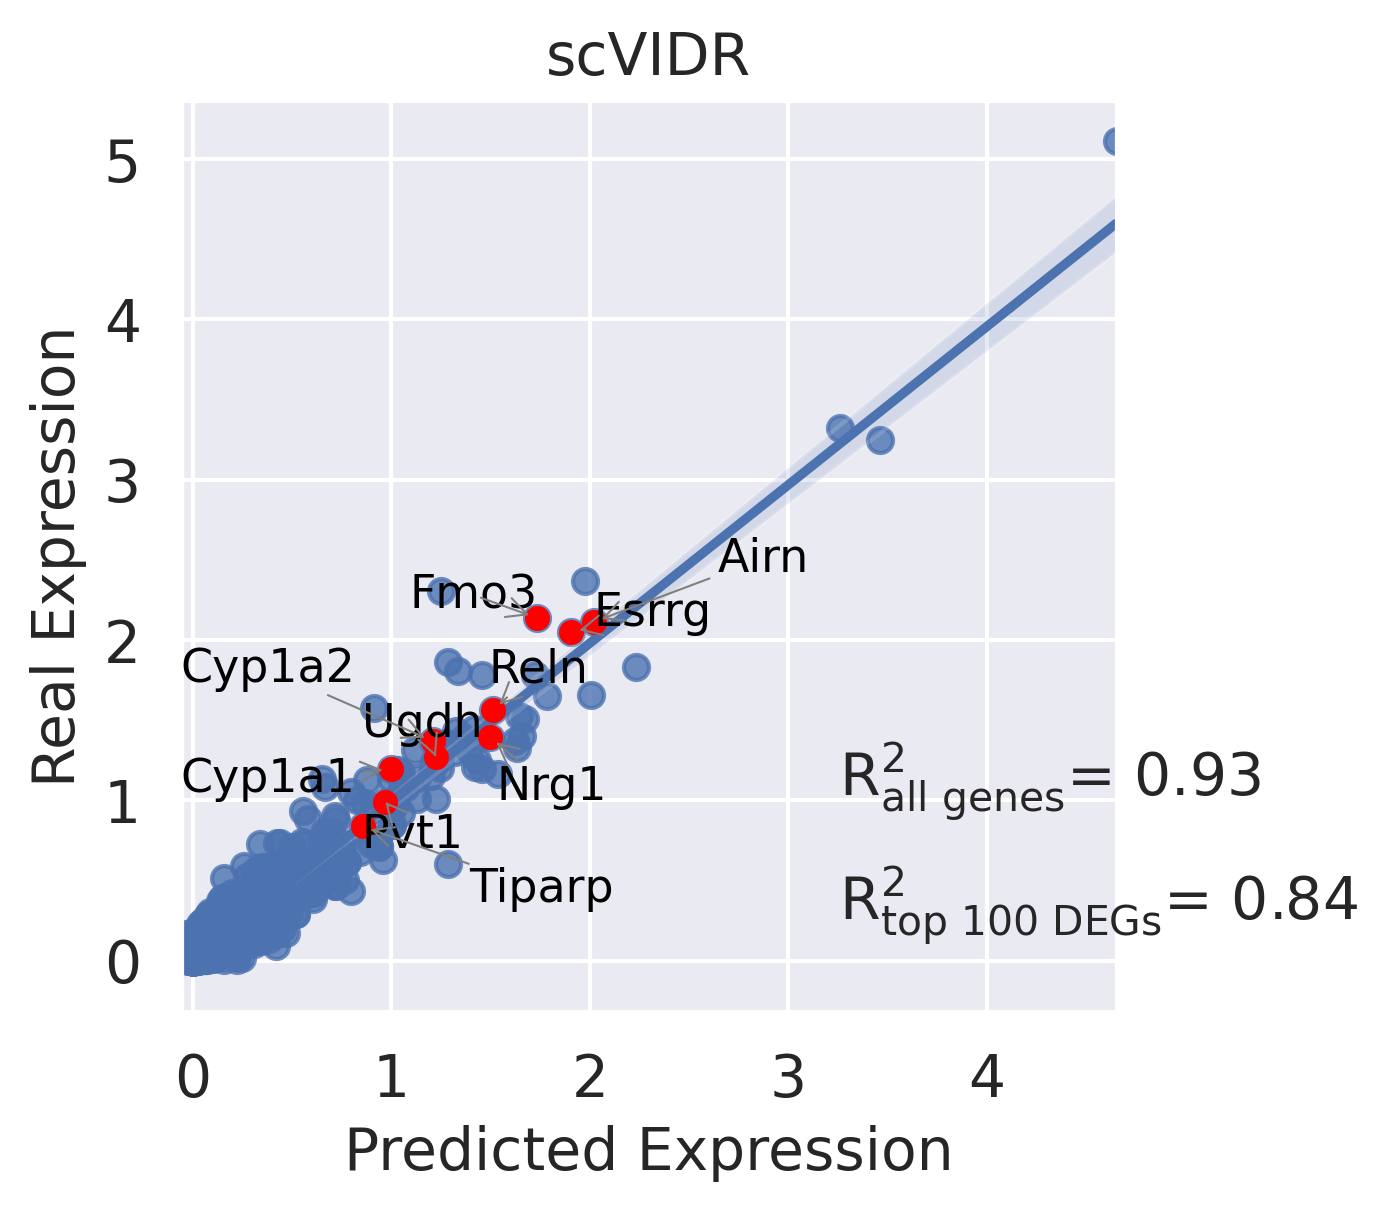 scVIDR
Real Expression
5
4
3
2
1
0
Airn
Fmo3
Esrrg
Cyp1a2
Reln
Ugdh
Cyp1a1
Nrg1
Pvt1
Tiparp
R²all genes = 0.93
R²top 100 DEGs = 0.84
0 1 2 3 4
Predicted Expression